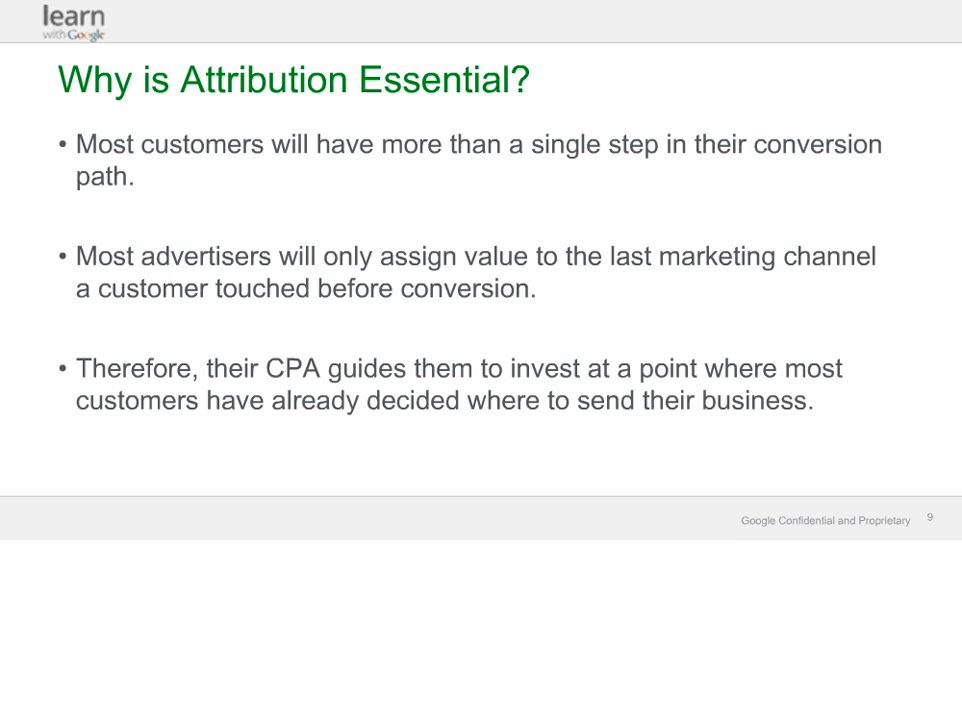 learn
with Google
Why is Attribution Essential?
• Most customers will have more than a single step in their conversion
path.
• Most advertisers will only assign value to the last marketing channel
a customer touched before conversion.
• Therefore, their CPA guides them to invest at a point where most
customers have already decided where to send their business.
Google Confidential and Proprietary 9